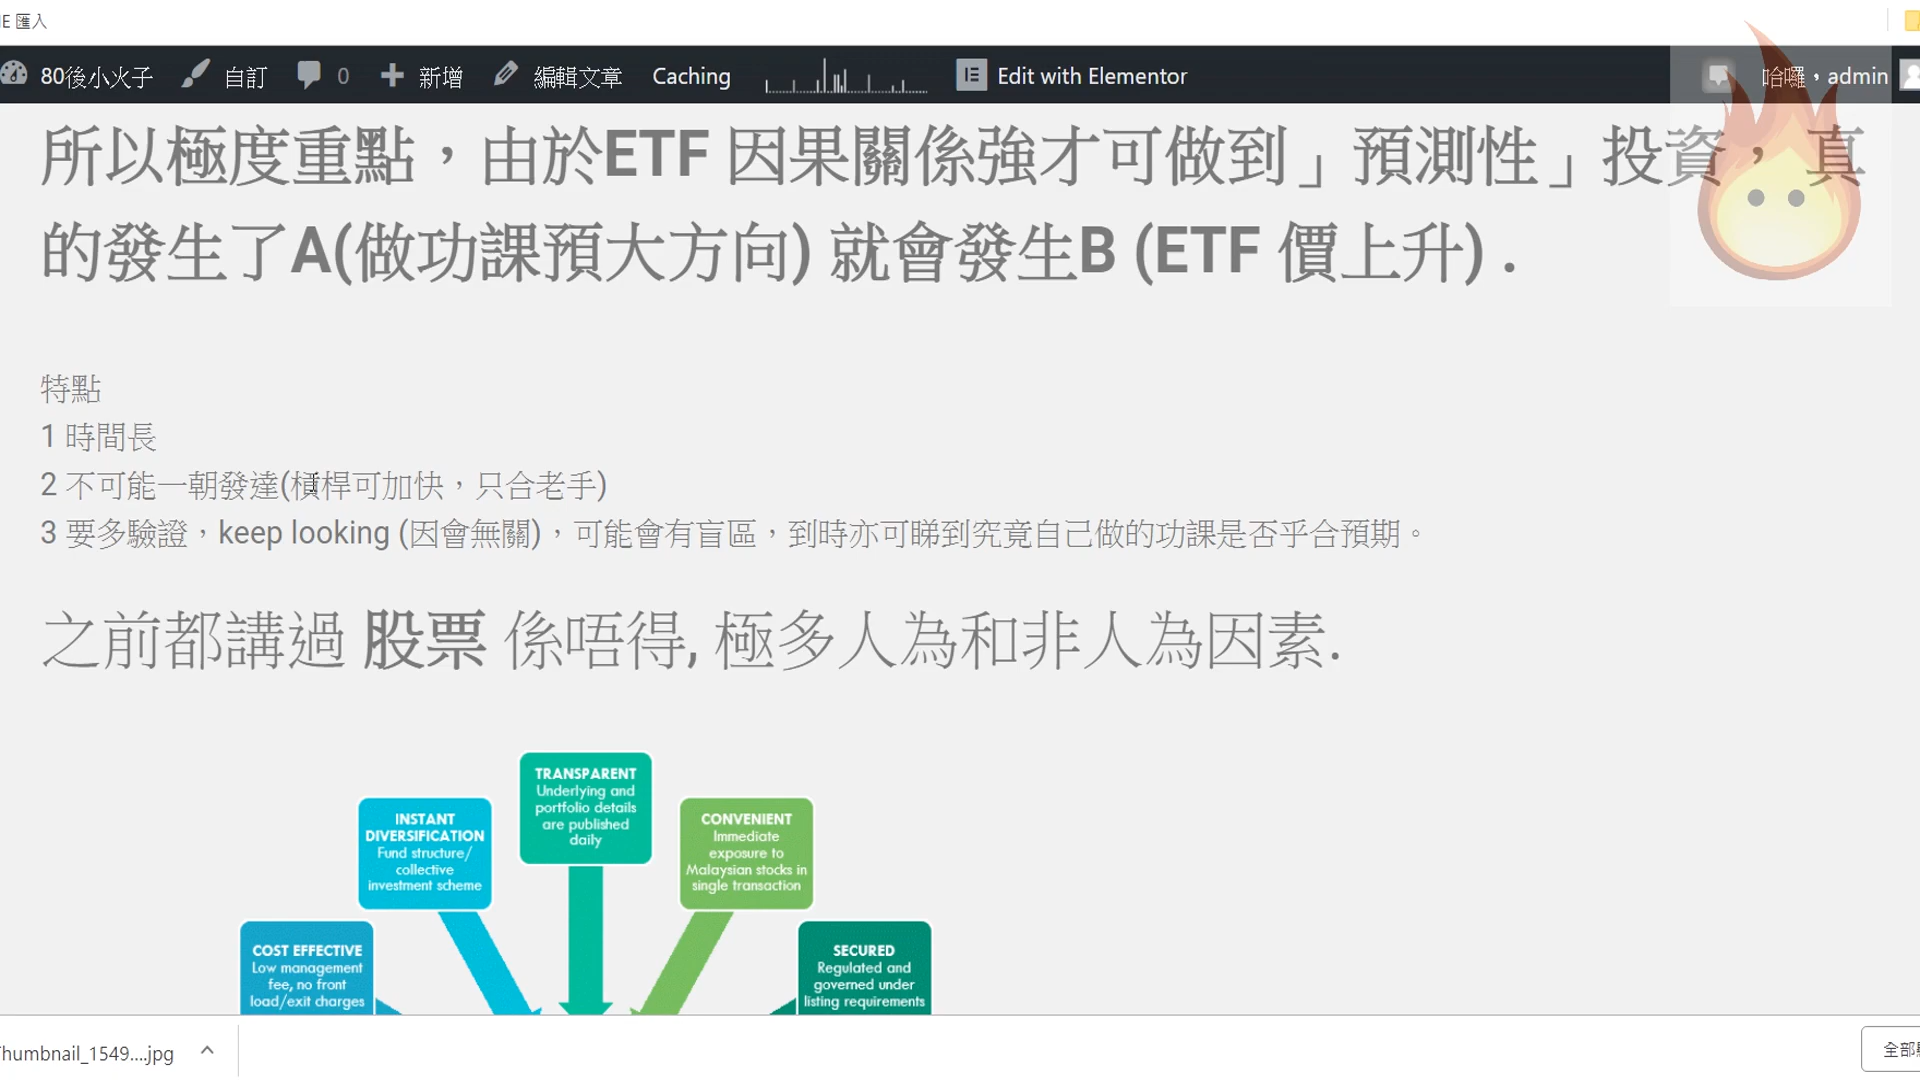 E 匯入
80後小火子 自訂 0 新增 編輯文章 Caching Edit with Elementor 哈囉，admin
所以極度重點，由於ETF 因果關係強才可做到」預測性」投資， 真
的發生了A(做功課預大方向) 就會發生B (ETF 價上升) .
特點
1 時間長
2 不可能一朝發達(槓桿可加快，只合老手)
3 要多驗證，keep looking (因會無關)，可能會有盲區，到時亦可睇到究竟自己做的功課是否乎合預期。
之前都講過 股票 係唔得, 極多人為和非人為因素.
TRANSPARENT
Underlying and
portfolio details
are published
daily
INSTANT
DIVERSIFICATION
Fund structure/
collective
investment scheme
CONVENIENT
Immediate
exposure to
Malaysian stocks in
single transaction
COST EFFECTIVE
Low management
fee, no front
load/exit charges
SECURED
Regulated and
governed under
listing requirements
humbnail_1549....jpg
全部